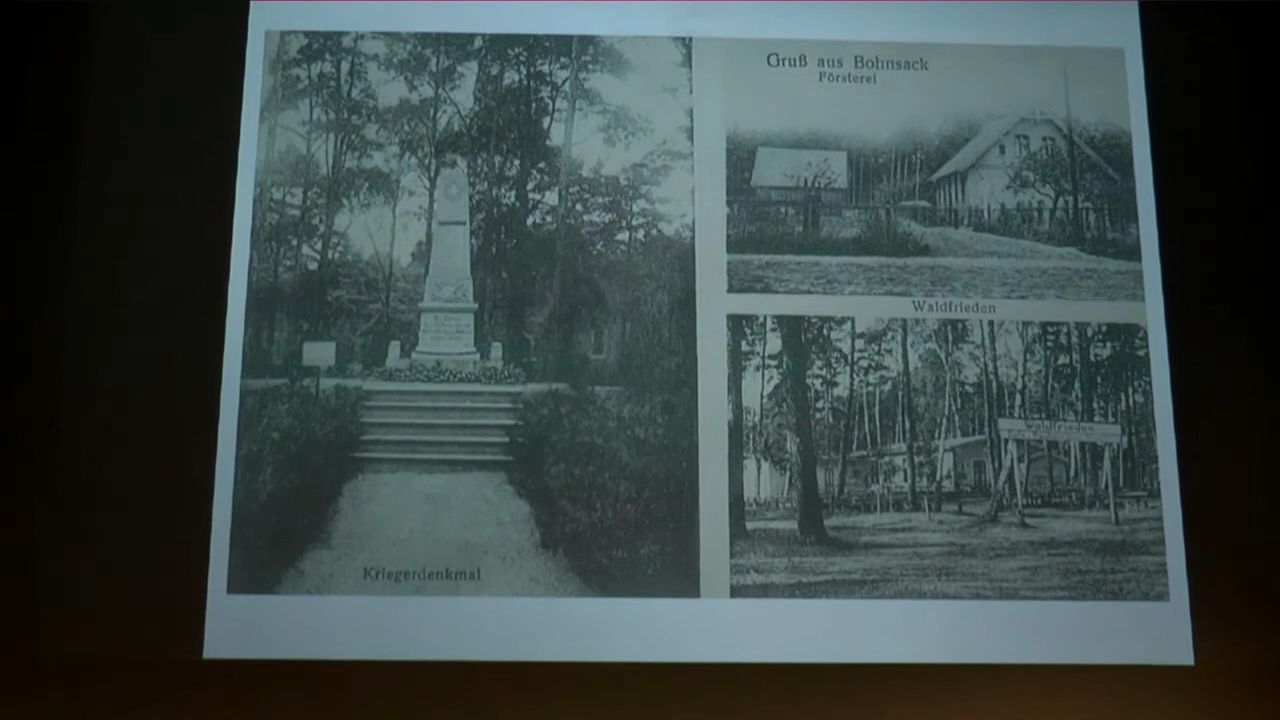 Gruß aus Bohnsack
Försterei
Waldfrieden
Waldfrieden
Kriegerdenkmal